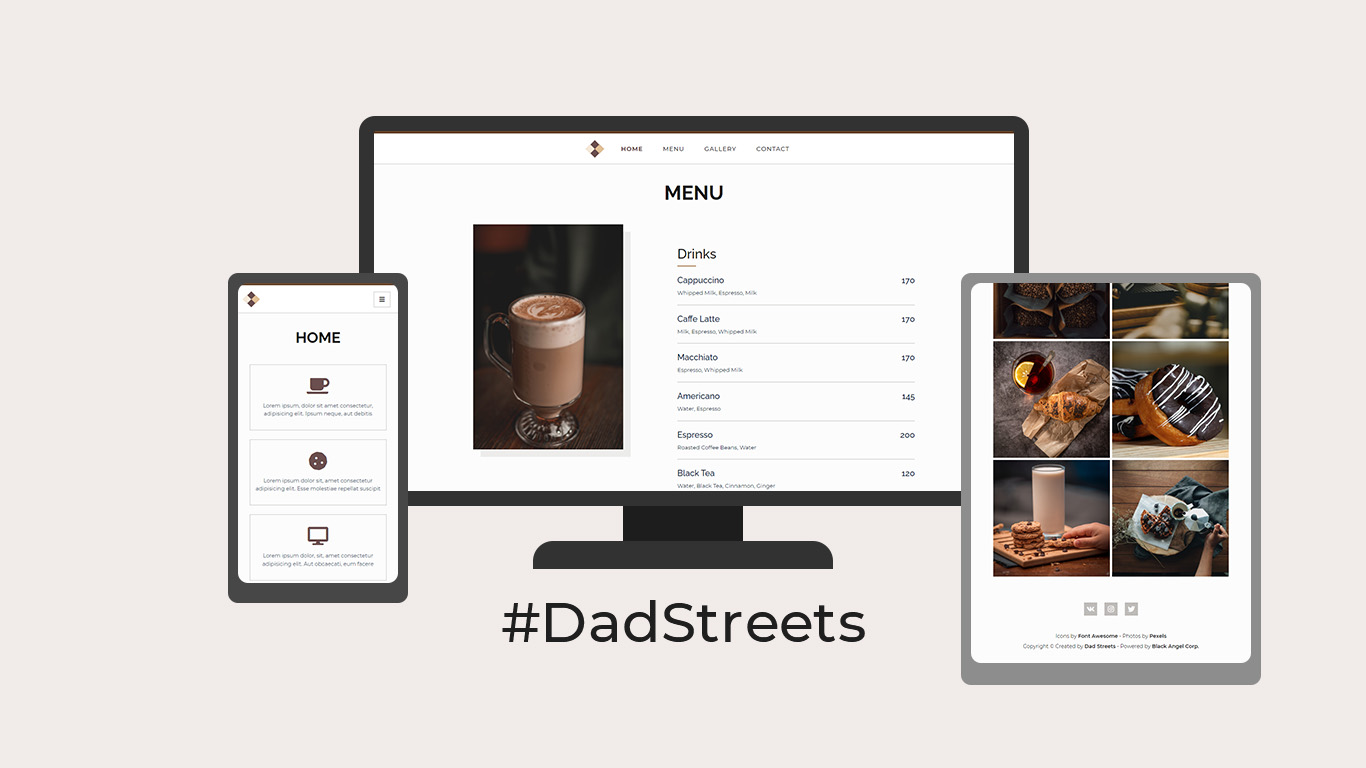 HOME MENU GALLERY CONTACT
MENU
Drinks
Cappuccino 170
Whipped Milk, Espresso, Milk
Caffe Latte 170
Milk, Espresso, Whipped Milk
Macchiato 170
Espresso, Whipped Milk
Americano 145
Water, Espresso
Espresso 200
Roasted Coffee Beans, Water
Black Tea 120
Water, Black Tea, Cinnamon, Ginger
HOME
Lorem ipsum, dolor sit amet consectetur,
adipisicing elit. Ipsum neque, aut debitis
Lorem ipsum dolor sit, amet consectetur
adipisicing elit. Esse molestiae repellat suscipit
Lorem ipsum dolor, sit, amet consectetur
adipisicing elit. Aut obcaecati, eum facere
Icons by Font Awesome - Photos by Pexels
Copyright © Created by Dad Streets - Powered by Black Angel Corp.
#DadStreets